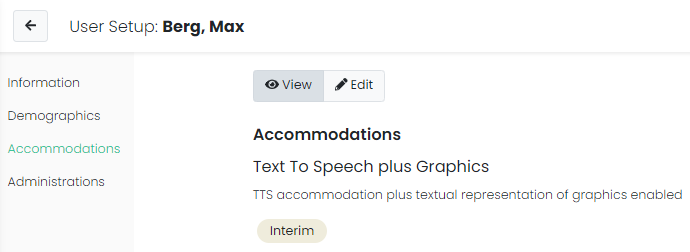 User Setup: Berg, Max
Information
Demographics
Accommodations
Administrations
View
Edit
Accommodations
Text To Speech plus Graphics
TTS accommodation plus textual representation of graphics enabled
Interim